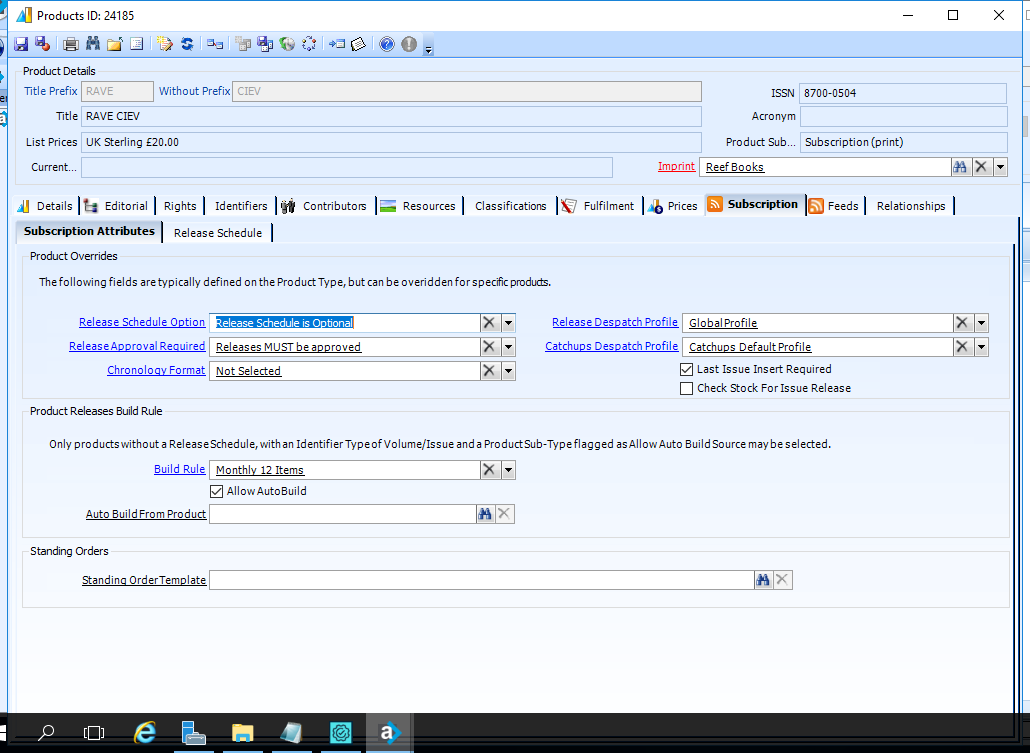 Products ID: 24185
Product Details
Title Prefix RAVE Without Prefix CIEV ISSN 8700-0504
Title RAVE CIEV Acronym
List Prices UK Sterling £20.00 Product Sub... Subscription (print)
Current... Imprint Reef Books
Details Editorial Rights Identifiers Contributors Resources Classifications Fulfilment Prices Subscription Feeds Relationships
Subscription Attributes Release Schedule
Product Overrides
The following fields are typically defined on the Product Type, but can be overidden for specific products.
Release Schedule Option Release Schedule is Optional Release Despatch Profile Global Profile
Release Approval Required Releases MUST be approved Catchups Despatch Profile Catchups Default Profile
Chronology Format Not Selected Last Issue Insert Required
Check Stock For Issue Release
Product Releases Build Rule
Only products without a Release Schedule, with an Identifier Type of Volume/Issue and a Product Sub-Type flagged as Allow Auto Build Source may be selected.
Build Rule Monthly 12 Items
Allow AutoBuild
Auto Build From Product
Standing Orders
Standing Order Template